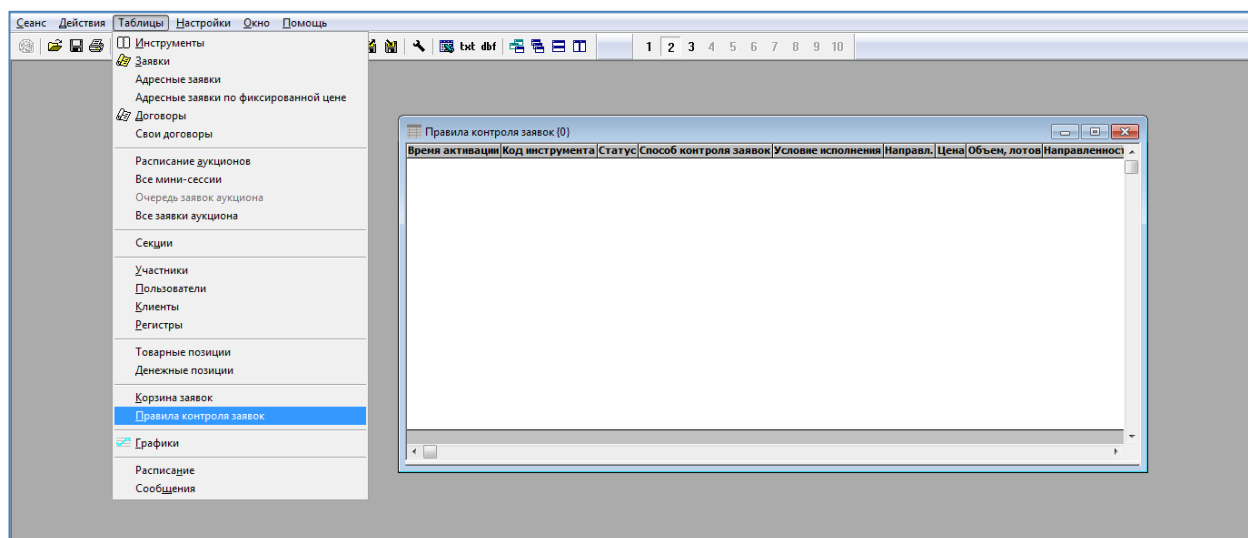 Сеанс Действия Таблицы Настройки Окно Помощь
txt dbf 1 2 3 4 5 6 7 8 9 10
Инструменты
Заявки
Адресные заявки
Адресные заявки по фиксированной цене
Договоры
Свои договоры
Расписание аукционов
Все мини-сессии
Очередь заявок аукциона
Все заявки аукциона
Секции
Участники
Пользователи
Клиенты
Регистры
Товарные позиции
Денежные позиции
Корзина заявок
Правила контроля заявок
Графики
Расписание
Сообщения
Правила контроля заявок {0}
Время активации Код инструмента Статус Способ контроля заявок Условие исполнения Направл. Цена Объем, лотов Направленност